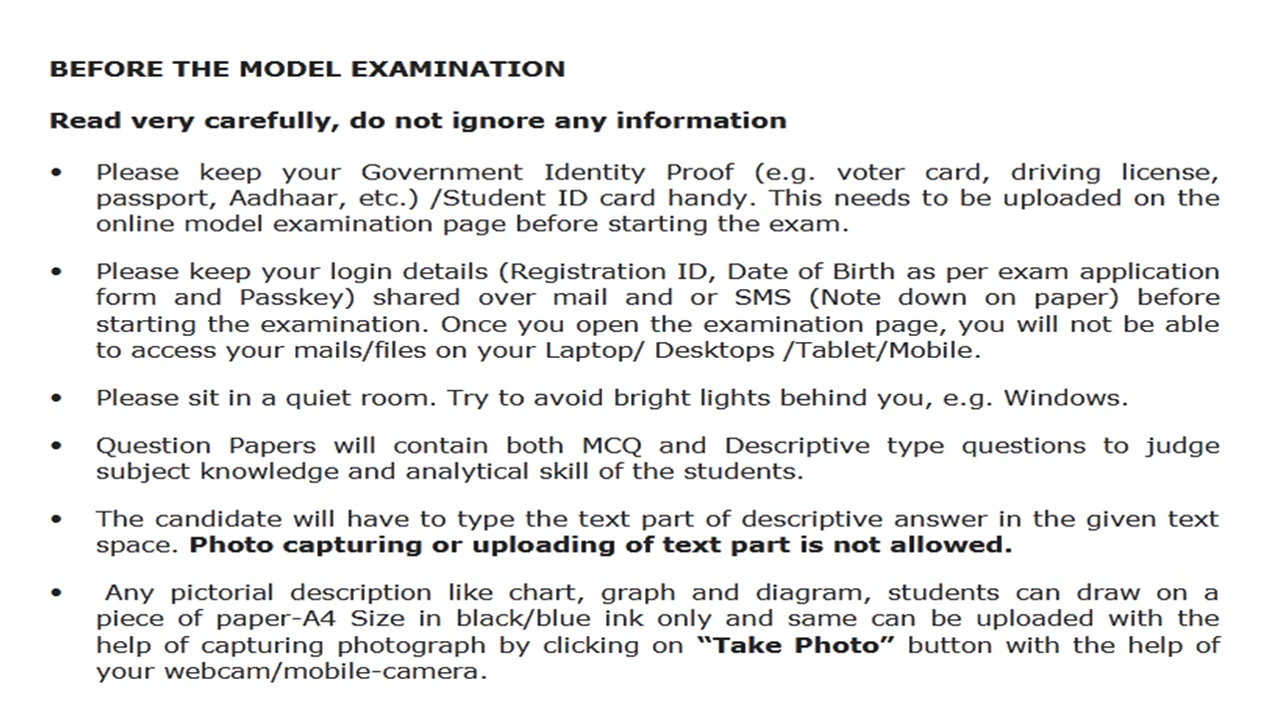 BEFORE THE MODEL EXAMINATION
Read very carefully, do not ignore any information
• Please keep your Government Identity Proof (e.g. voter card, driving license,
passport, Aadhaar, etc.) /Student ID card handy. This needs to be uploaded on the
online model examination page before starting the exam.
• Please keep your login details (Registration ID, Date of Birth as per exam application
form and Passkey) shared over mail and or SMS (Note down on paper) before
starting the examination. Once you open the examination page, you will not be able
to access your mails/files on your Laptop/ Desktops /Tablet/Mobile.
• Please sit in a quiet room. Try to avoid bright lights behind you, e.g. Windows.
• Question Papers will contain both MCQ and Descriptive type questions to judge
subject knowledge and analytical skill of the students.
• The candidate will have to type the text part of descriptive answer in the given text
space. Photo capturing or uploading of text part is not allowed.
• Any pictorial description like chart, graph and diagram, students can draw on a
piece of paper-A4 Size in black/blue ink only and same can be uploaded with the
help of capturing photograph by clicking on “Take Photo” button with the help of
your webcam/mobile-camera.